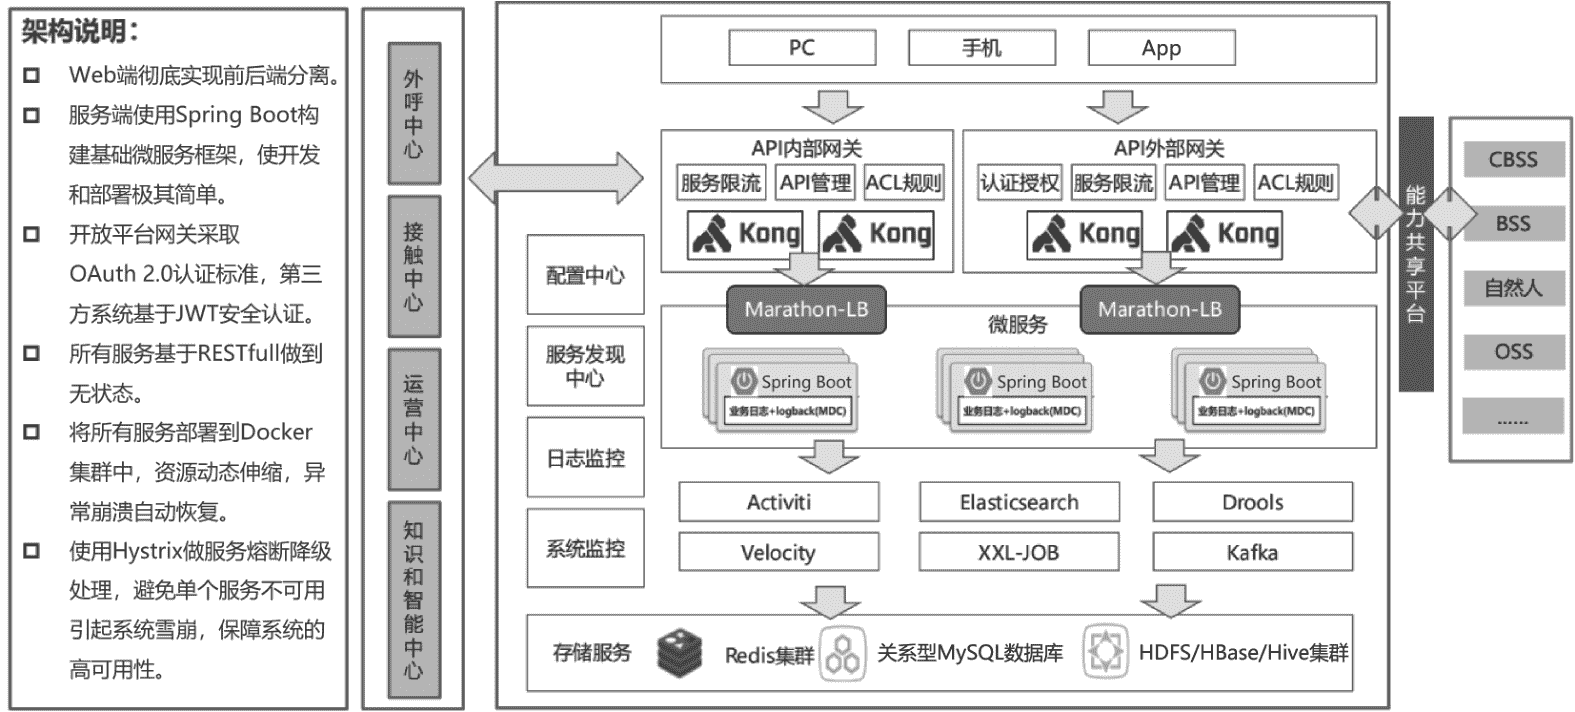 架构说明：
Web端彻底实现前后端分离。
服务端使用Spring Boot构
建基础微服务框架，使开发
和部署极其简单。
开放平台网关采取
OAuth 2.0认证标准，第三
方系统基于JWT安全认证。
所有服务基于RESTfull做到
无状态。
将所有服务部署到Docker
集群中，资源动态伸缩，异
常崩溃自动恢复。
使用Hystrix做服务熔断降级
处理，避免单个服务不可用
引起系统雪崩，保障系统的
高可用性。
外呼中心
接触中心
运营中心
知识和智能中心
PC
手机
App
API内部网关
服务限流
API管理
ACL规则
Kong
Kong
API外部网关
认证授权
服务限流
API管理
ACL规则
Kong
Kong
配置中心
服务发现
中心
日志监控
系统监控
Marathon-LB
微服务
Marathon-LB
Spring Boot
业务日志+logback(MDC)
Spring Boot
业务日志+logback(MDC)
Spring Boot
业务日志+logback(MDC)
Activiti
Elasticsearch
Drools
Velocity
XXL-JOB
Kafka
存储服务
Redis集群
关系型MySQL数据库
HDFS/HBase/Hive集群
能力共享平台
CBSS
BSS
自然人
OSS
......